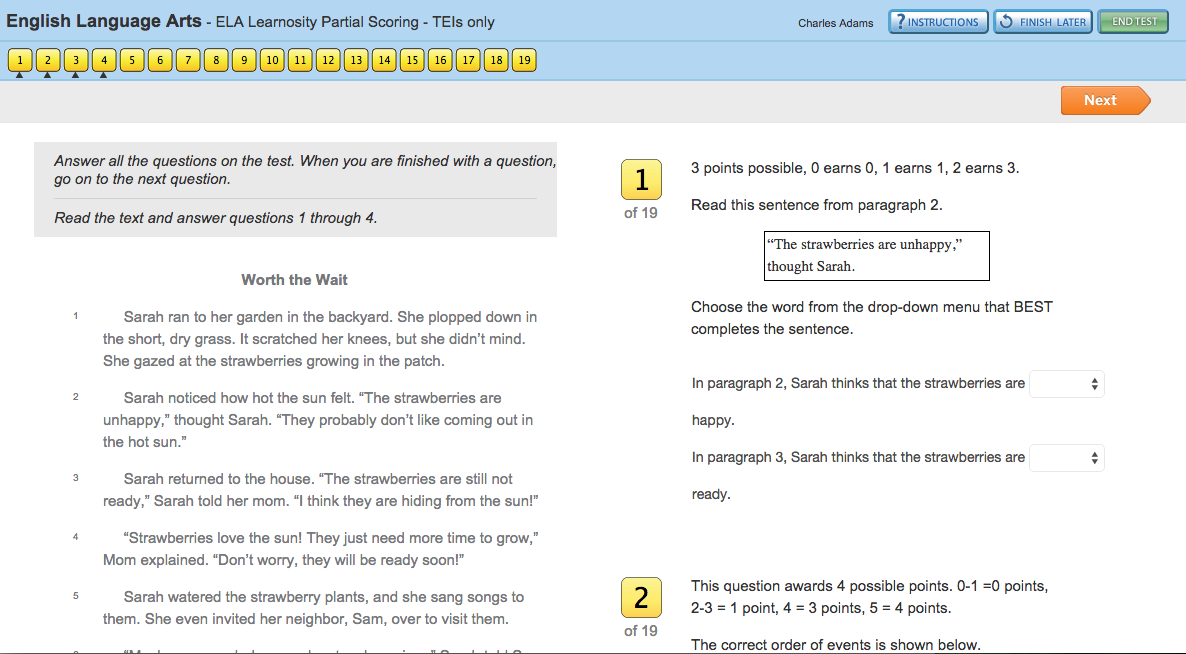 English Language Arts - ELA Learnosity Partial Scoring - TEIs only
Charles Adams
? INSTRUCTIONS
FINISH LATER
END TEST
1 2 3 4 5 6 7 8 9 10 11 12 13 14 15 16 17 18 19
Next
Answer all the questions on the test. When you are finished with a question,
go on to the next question.
Read the text and answer questions 1 through 4.
Worth the Wait
1 Sarah ran to her garden in the backyard. She plopped down in
the short, dry grass. It scratched her knees, but she didn’t mind.
She gazed at the strawberries growing in the patch.
2 Sarah noticed how hot the sun felt. “The strawberries are
unhappy,” thought Sarah. “They probably don’t like coming out in
the hot sun.”
3 Sarah returned to the house. “The strawberries are still not
ready,” Sarah told her mom. “I think they are hiding from the sun!”
4 “Strawberries love the sun! They just need more time to grow,”
Mom explained. “Don’t worry, they will be ready soon!”
5 Sarah watered the strawberry plants, and she sang songs to
them. She even invited her neighbor, Sam, over to visit them.
1
of 19
3 points possible, 0 earns 0, 1 earns 1, 2 earns 3.
Read this sentence from paragraph 2.
“The strawberries are unhappy,”
thought Sarah.
Choose the word from the drop-down menu that BEST
completes the sentence.
In paragraph 2, Sarah thinks that the strawberries are
happy.
In paragraph 3, Sarah thinks that the strawberries are
ready.
2
of 19
This question awards 4 possible points. 0-1 =0 points,
2-3 = 1 point, 4 = 3 points, 5 = 4 points.
The correct order of events is shown below.